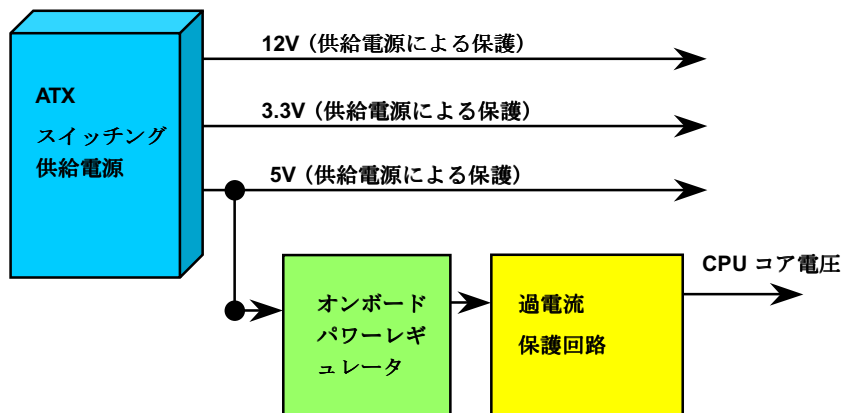 12V（供給電源による保護）
ATX
スイッチング
供給電源
3.3V（供給電源による保護）
5V（供給電源による保護）
CPU コア電圧
オンボード
パワーレギ
ュレータ
過電流
保護回路